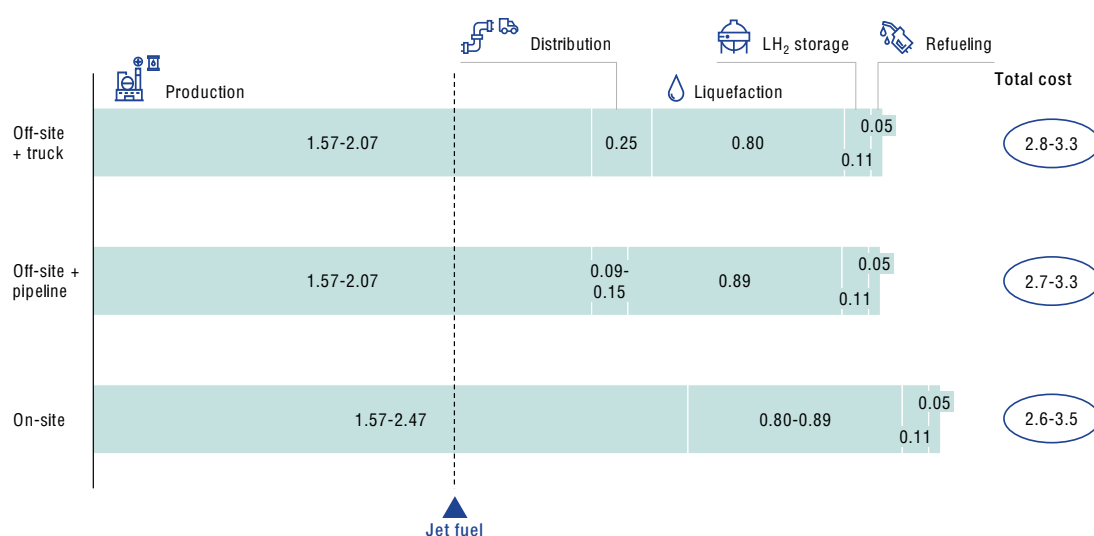 Distribution
LH₂ storage
Refueling
Total cost
Production
Liquefaction
Off-site
+ truck
1.57-2.07
0.25
0.80
0.11
0.05
2.8-3.3
Off-site +
pipeline
1.57-2.07
0.09-
0.15
0.89
0.11
0.05
2.7-3.3
On-site
1.57-2.47
0.80-0.89
0.11
0.05
2.6-3.5
Jet fuel